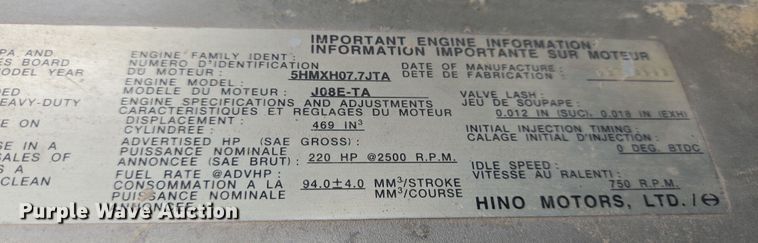 PA AND
ES BOARD
ODEL YEAR
DED
EAVY-DUTY
E ON
SE IN A
SALES OF
S A
CLEAN
IMPORTANT ENGINE INFORMATION
INFORMATION IMPORTANTE SUR MOTEUR
ENGINE FAMILY IDENT:
NUMERO D'IDENTIFICATION
DU MOTEUR: 5HMXH07.7JTA
DATE OF MANUFACTURE:
DETE DE FABRICATION
ENGINE MODEL:
MODELE DU MOTEUR: J08E-TA
ENGINE SPECIFICATIONS AND ADJUSTMENTS
CARACTERISTIQUES ET REGLAGES DU MOTEUR
DISPLACEMENT:
CYLINDREE: 469 IN³
ADVERTISED HP (SAE GROSS):
PUISSANCE NOMINALE
ANNONCEE (SAE BRUT): 220 HP @2500 R.P.M.
FUEL RATE @ADVHP:
CONSOMMATION A LA 94.0±4.0 MM³/STROKE
PUISSANCE NOMINALE MM³/COURSE
ANNONCEE
VALVE LASH:
JEU DE SOUPAPE:
0.012 IN (SUC), 0.018 IN (EXH)
INITIAL INJECTION TIMING:
CALAGE INITIAL D'INJECTION:
0 DEG. BTDC
IDLE SPEED:
VITESSE AU RALENTI:
750 R.P.M.
HINO MOTORS, LTD./
Purple Wave Auction